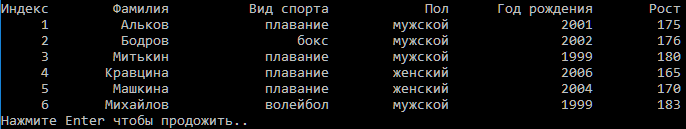 Индекс Фамилия Вид спорта Пол Год рождения Рост
1 Альков плавание мужской 2001 175
2 Бодров бокс мужской 2002 176
3 Митькин плавание мужской 1999 180
4 Кравцина плавание женский 2006 165
5 Машкина плавание женский 2004 170
6 Михайлов волейбол мужской 1999 183
Нажмите Enter чтобы продожить..